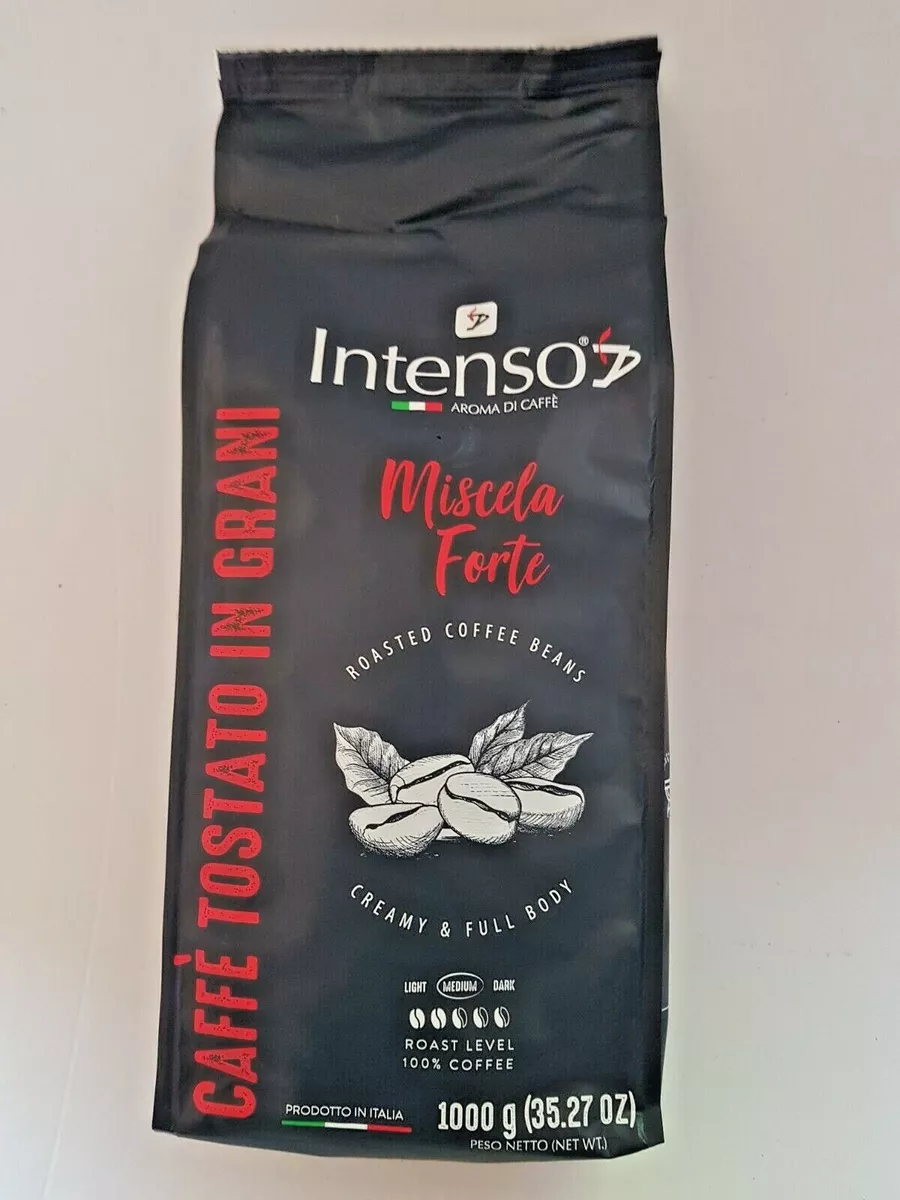 Intenso®
AROMA DI CAFFÈ
Miscela
Forte
CAFFÈ TOSTATO IN GRANI
ROASTED COFFEE BEANS
CREAMY & FULL BODY
LIGHT MEDIUM DARK
ROAST LEVEL
100% COFFEE
PRODOTTO IN ITALIA
1000 g (35.27 OZ)
PESO NETTO (NET WT.)